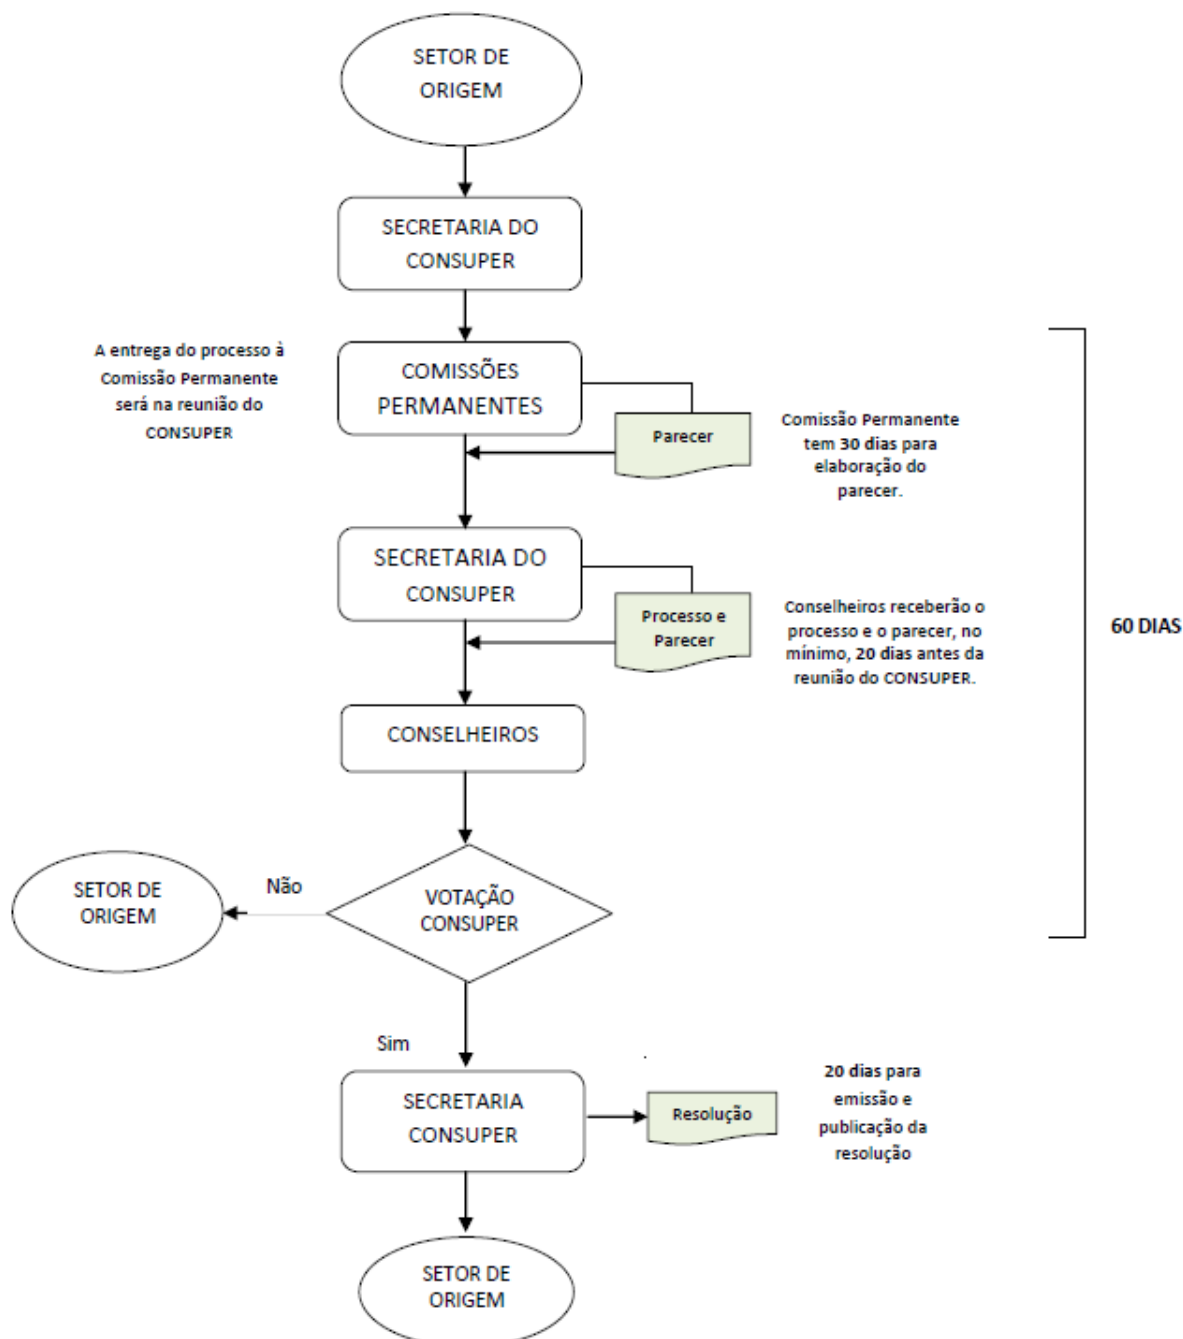 SETOR DE
ORIGEM
SECRETARIA DO
CONSUPER
A entrega do processo à
Comissão Permanente
será na reunião do
CONSUPER
COMISSÕES
PERMANENTES
Parecer
Comissão Permanente
tem 30 dias para
elaboração do
parecer.
SECRETARIA DO
CONSUPER
Processo e
Parecer
Conselheiros receberão o
processo e o parecer, no
mínimo, 20 dias antes da
reunião do CONSUPER.
60 DIAS
CONSELHEIROS
VOTAÇÃO
CONSUPER
Não
SETOR DE
ORIGEM
Sim
SECRETARIA
CONSUPER
Resolução
20 dias para
emissão e
publicação da
resolução
SETOR DE
ORIGEM